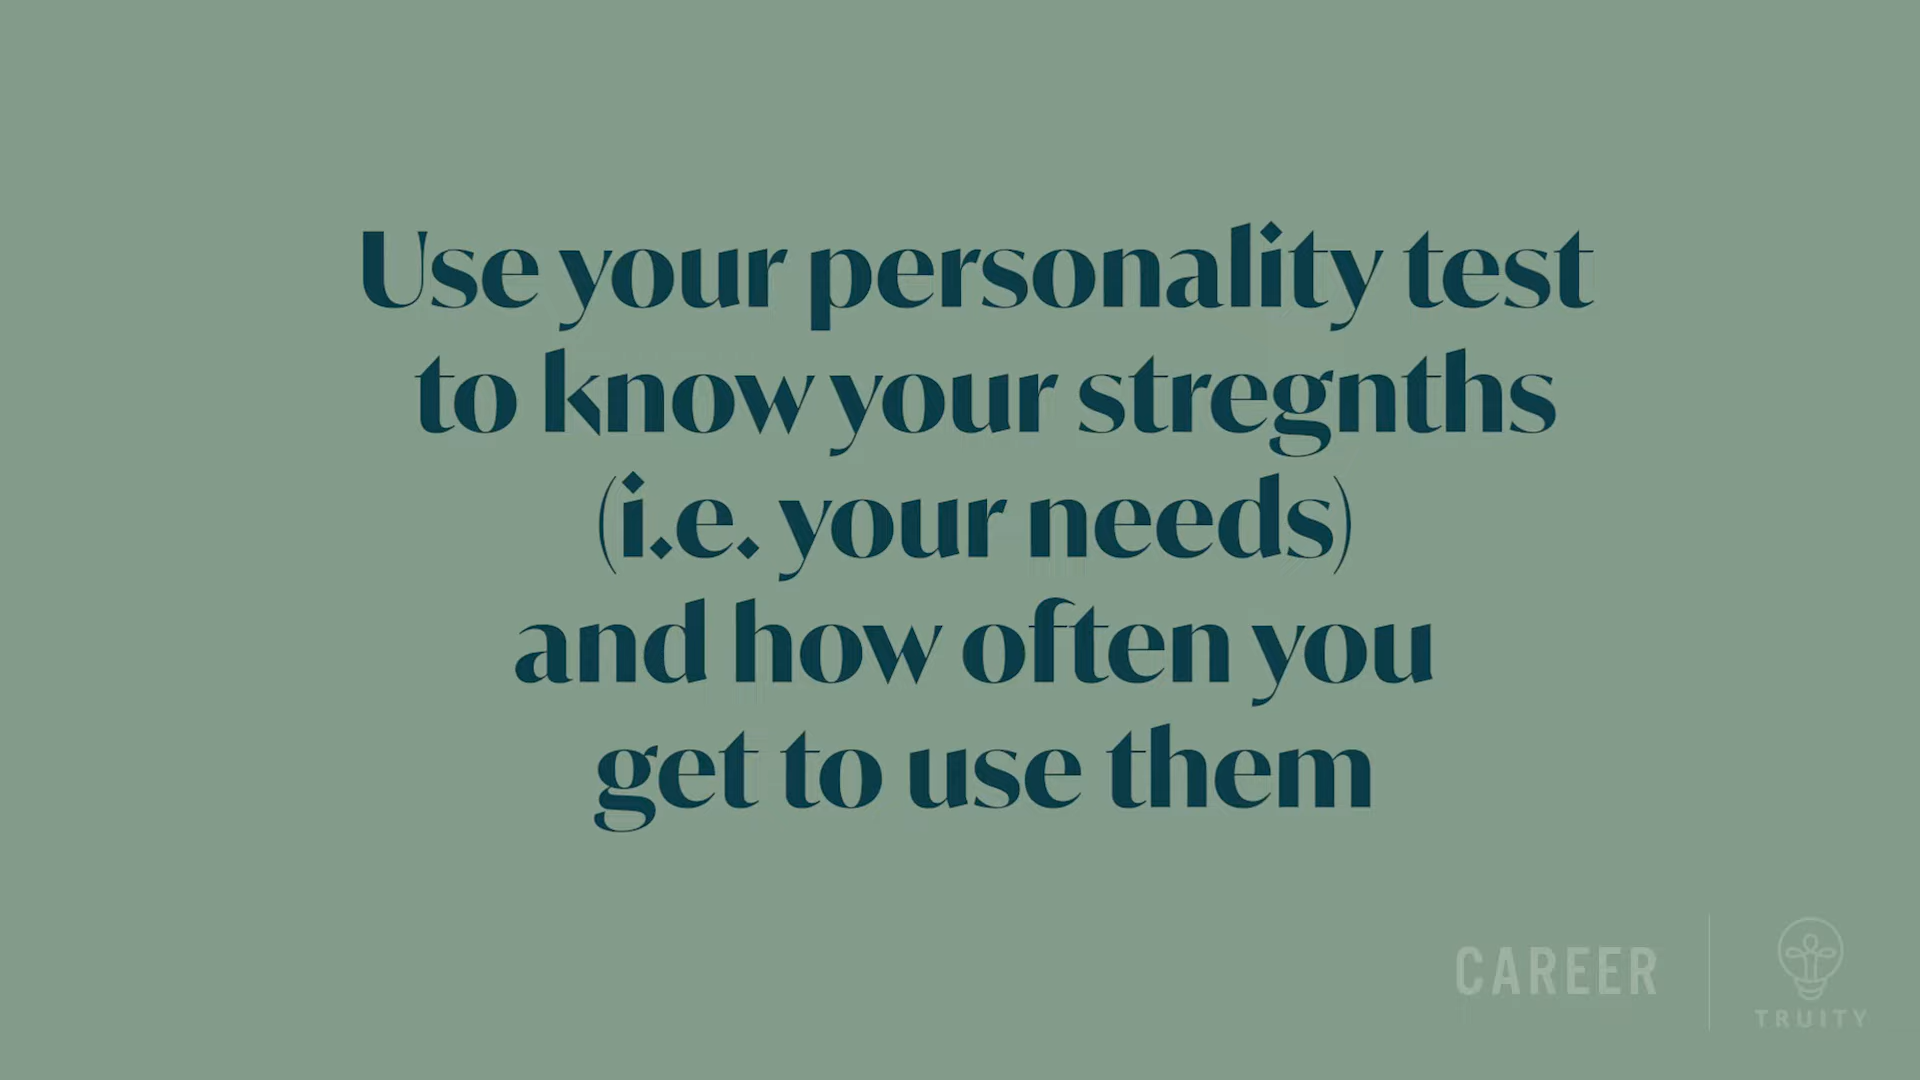 Use your personality test
to know your stregnths
(i.e. your needs)
and how often you
get to use them
CAREER
TRUITY